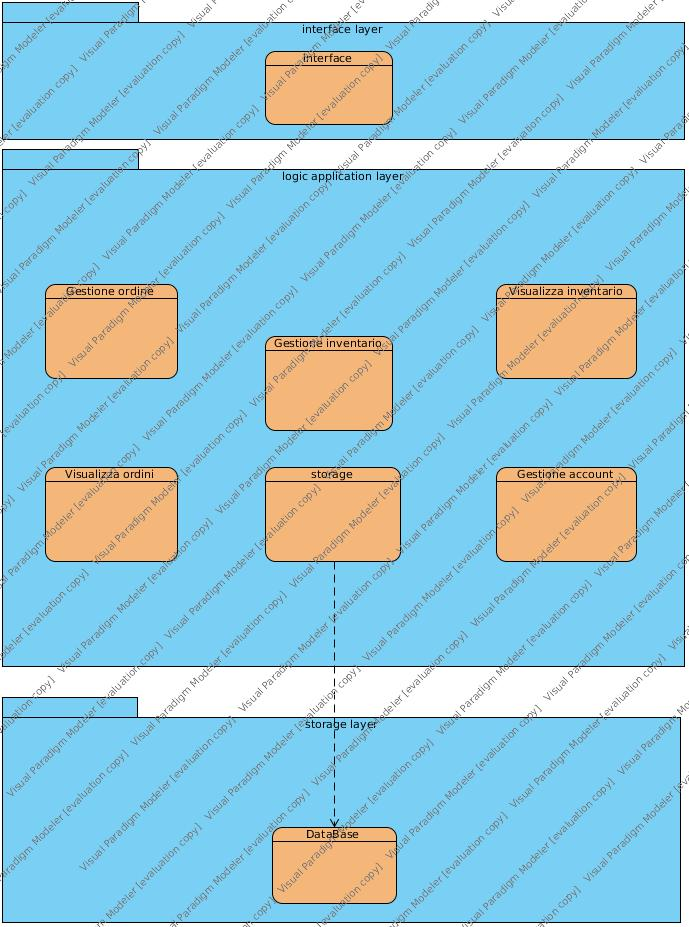 interface layer
interface
logic application layer
Gestione ordine
Visualizza inventario
Gestione inventario
Visualizza ordini
storage
Gestione account
storage layer
DataBase
Visual Paradigm Modeler [evaluation copy]